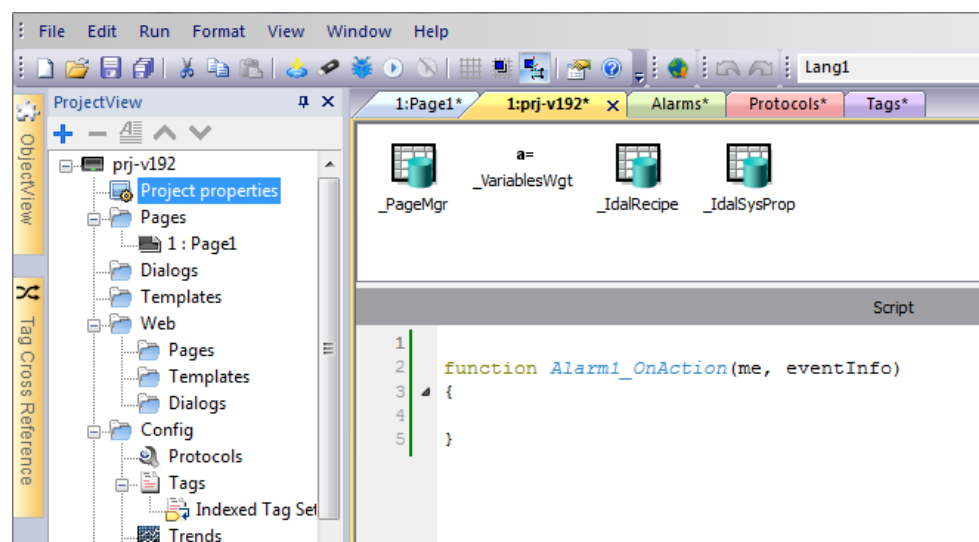 File Edit Run Format View Window Help
Lang1
ProjectView
1:Page1* 1:prj-v192* x Alarms* Protocols* Tags*
ObjectView
Tag Cross Reference
prj-v192
Project properties
Pages
1 : Page1
Dialogs
Templates
Web
Pages
Templates
Dialogs
Config
Protocols
Tags
Indexed Tag Set
Trends
a=
_PageMgr _VariablesWgt _IdalRecipe _IdalSysProp
Script
1
2 function Alarm1_OnAction(me, eventInfo)
3 {
4
5 }